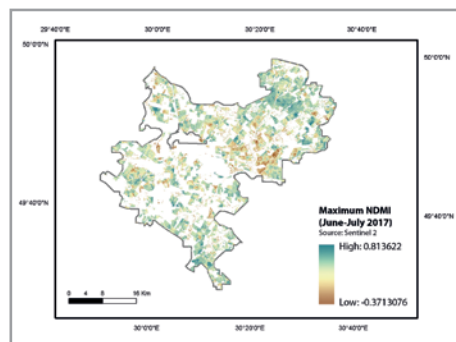 29°40'0"E 30°0'0"E 30°20'0"E 30°40'0"E
50°0'0"N 50°0'0"N
49°40'0"N 49°40'0"N
Maximum NDMI
(June-July 2017)
Source: Sentinel 2
High: 0.813622
Low: -0.3713076
0 4 8 16 Km
30°0'0"E 30°20'0"E 30°40'0"E